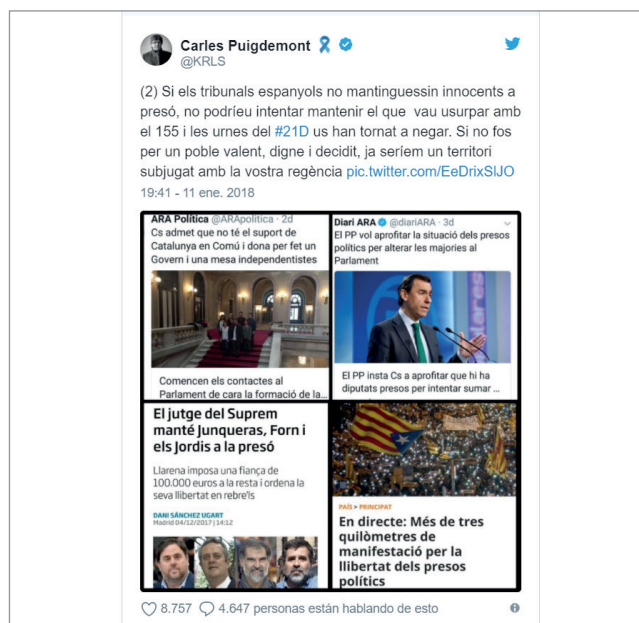 Carles Puigdemont
@KRLS
(2) Si els tribunals espanyols no mantinguessin innocents a
presó, no podríeu intentar mantenir el que vau usurpar amb
el 155 i les urnes del #21D us han tornat a negar. Si no fos
per un poble valent, digne i decidit, ja seríem un territori
subjugat amb la vostra regència pic.twitter.com/EeDrixSIJO
19:41 - 11 ene. 2018
ARA Política @ARApolitica · 2d
Cs admet que no té el suport de
Catalunya en Comú i dona per fet un
Govern i una mesa independentistes
Comencen els contactes al
Parlament de cara la formació de la...
Diari ARA @diariARA · 3d
El PP vol aprofitar la situació dels presos
polítics per alterar les majories al
Parlament
El PP insta Cs a aprofitar que hi ha
diputats presos per intentar sumar ...
El jutge del Suprem
manté Junqueras, Forn i
els Jordis a la presó
Llarena imposa una fiança de
100.000 euros a la resta i ordena la
seva llibertat en rebre'ls
DANI SÁNCHEZ UGART
Madrid 04/12/2017 | 14:12
PAÍS > PRINCIPAT
En directe: Més de tres
quilòmetres de
manifestació per la
llibertat dels presos
polítics
8.757 4.647 personas están hablando de esto